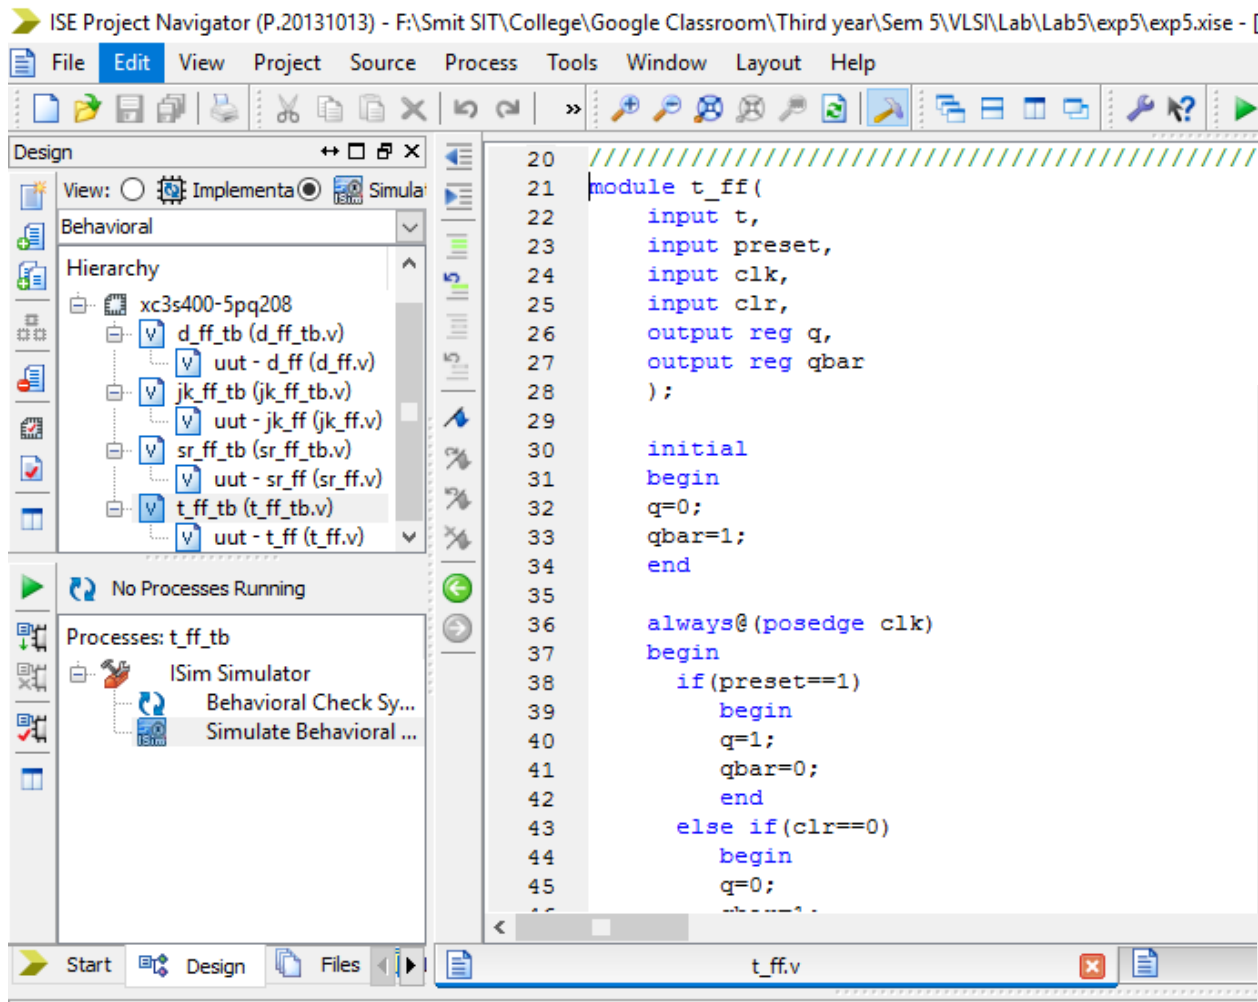 ISE Project Navigator (P.20131013) - F:\Smit SIT\College\Google Classroom\Third year\Sem 5\VLSI\Lab\Lab5\exp5\exp5.xise - [
File Edit View Project Source Process Tools Window Layout Help
»
Design
View: Implementa Simulat
Behavioral
Hierarchy
xc3s400-5pq208
d_ff_tb (d_ff_tb.v)
uut - d_ff (d_ff.v)
jk_ff_tb (jk_ff_tb.v)
uut - jk_ff (jk_ff.v)
sr_ff_tb (sr_ff_tb.v)
uut - sr_ff (sr_ff.v)
t_ff_tb (t_ff_tb.v)
uut - t_ff (t_ff.v)
No Processes Running
Processes: t_ff_tb
ISim Simulator
Behavioral Check Sy...
Simulate Behavioral ...
Start Design Files
20 //////////////////////////////////////////////
21 module t_ff(
22 input t,
23 input preset,
24 input clk,
25 input clr,
26 output reg q,
27 output reg qbar
28 );
29
30 initial
31 begin
32 q=0;
33 qbar=1;
34 end
35
36 always@(posedge clk)
37 begin
38 if(preset==1)
39 begin
40 q=1;
41 qbar=0;
42 end
43 else if(clr==0)
44 begin
45 q=0;
t_ff.v